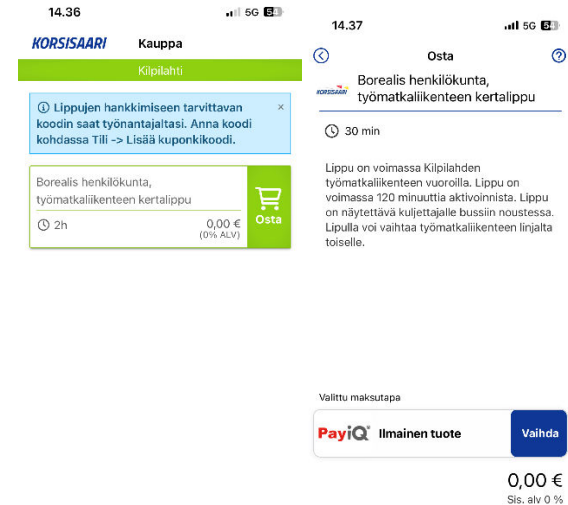 14.36
5G 54
KORSISAARI
Kauppa
Kilpilahti
Lippujen hankkimiseen tarvittavan
koodin saat työnantajaltasi. Anna koodi
kohdassa Tili -> Lisää kuponkikoodi.
×
Borealis henkilökunta,
työmatkaliikenteen kertalippu
2h
0,00 €
(0% ALV)
Osta
14.37
5G 54
Osta
?
KORSISAARI
Borealis henkilökunta,
työmatkaliikenteen kertalippu
30 min
Lippu on voimassa Kilpilahden
työmatkaliikenteen vuoroilla. Lippu on
voimassa 120 minuuttia aktivoinnista. Lippu
on näytettävä kuljettajalle bussiin noustessa.
Lipulla voi vaihtaa työmatkaliikenteen linjalta
toiselle.
Valittu maksutapa
PayiQ
Ilmainen tuote
Vaihda
0,00 €
Sis. alv 0 %